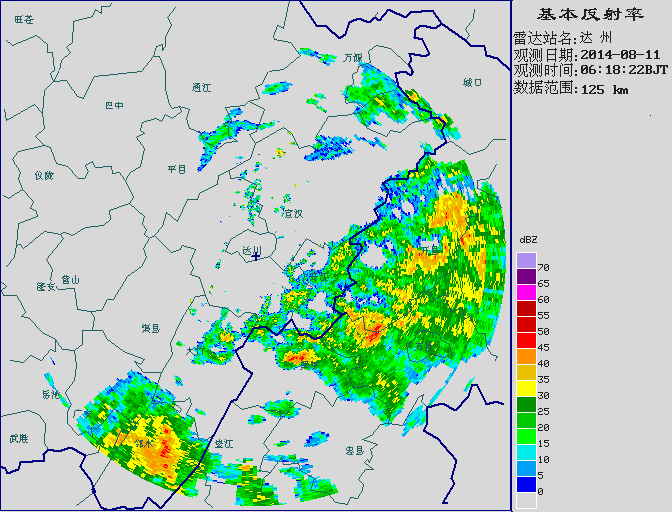 基本反射率
雷达站名:达 州
观测日期:2014-08-11
观测时间:06:18:22BJT
数据范围:125 km
旺苍
万源
城口
通江
巴中
平昌
仪陇
宣汉
达川
开县
营山
蓬安
渠县
大竹
岳池
武胜
邻水
垫江
忠县
dBZ
70
65
60
55
50
45
40
35
30
25
20
15
10
5
0